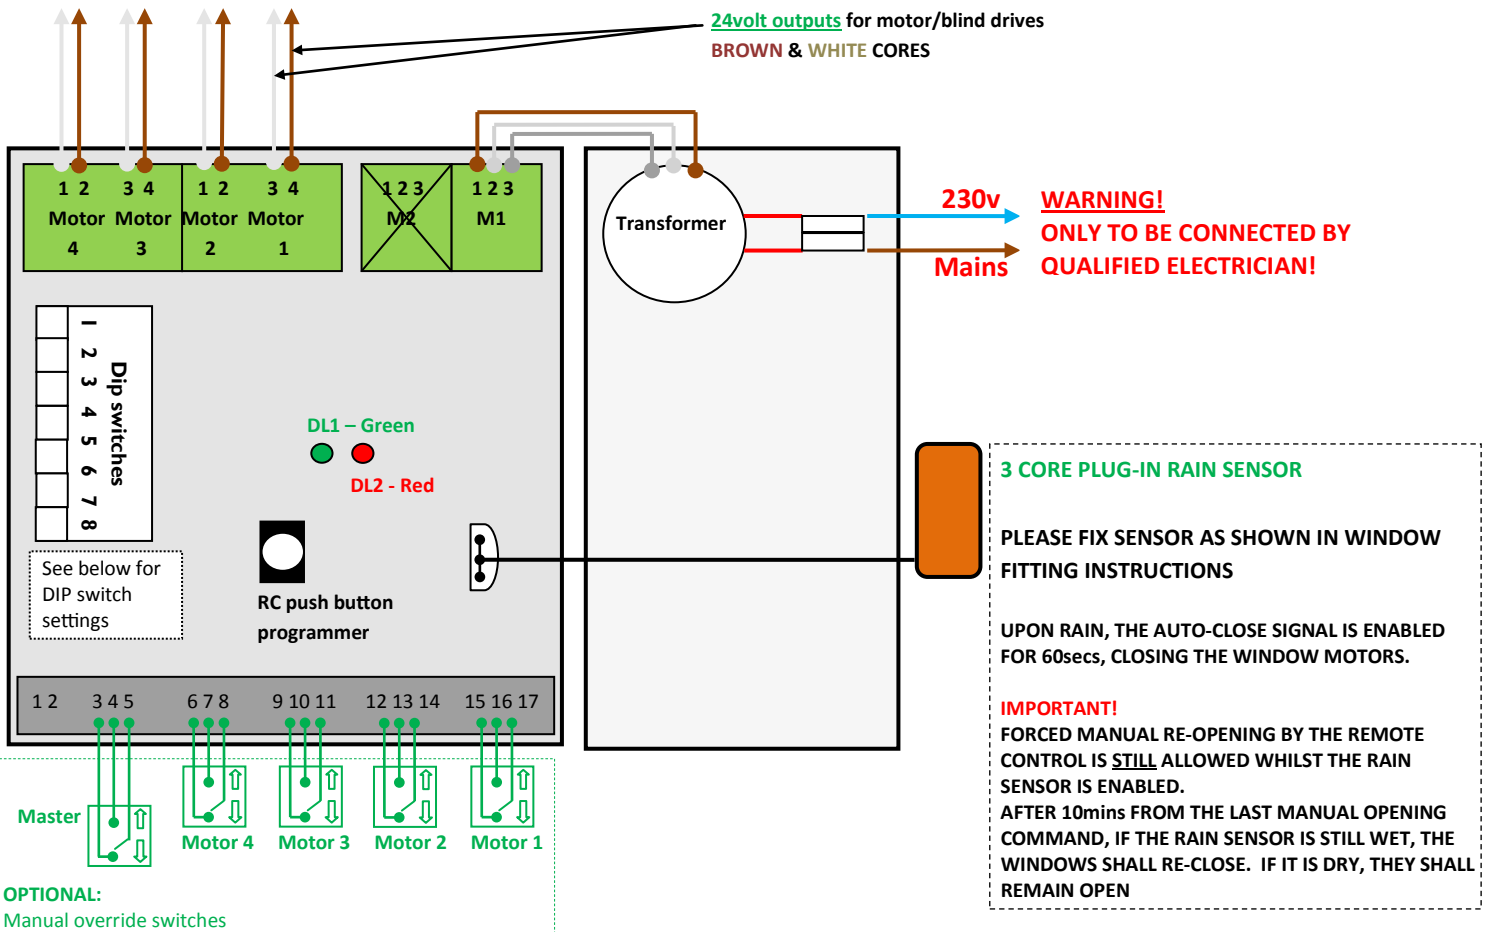 24volt outputs for motor/blind drives
BROWN & WHITE CORES
1 2 3 4 1 2 3 4
Motor Motor Motor Motor
4 3 2 1
1 2 3
M2
1 2 3
M1
Transformer
230v
Mains
WARNING!
ONLY TO BE CONNECTED BY
QUALIFIED ELECTRICIAN!
1
2
3
4
5
6
7
8
Dip switches
See below for
DIP switch
settings
DL1 – Green
DL2 - Red
RC push button
programmer
3 CORE PLUG-IN RAIN SENSOR
PLEASE FIX SENSOR AS SHOWN IN WINDOW
FITTING INSTRUCTIONS
UPON RAIN, THE AUTO-CLOSE SIGNAL IS ENABLED
FOR 60secs, CLOSING THE WINDOW MOTORS.
IMPORTANT!
FORCED MANUAL RE-OPENING BY THE REMOTE
CONTROL IS STILL ALLOWED WHILST THE RAIN
SENSOR IS ENABLED.
AFTER 10mins FROM THE LAST MANUAL OPENING
COMMAND, IF THE RAIN SENSOR IS STILL WET, THE
WINDOWS SHALL RE-CLOSE. IF IT IS DRY, THEY SHALL
REMAIN OPEN
1 2 3 4 5 6 7 8 9 10 11 12 13 14 15 16 17
Master
Motor 4 Motor 3 Motor 2 Motor 1
OPTIONAL:
Manual override switches